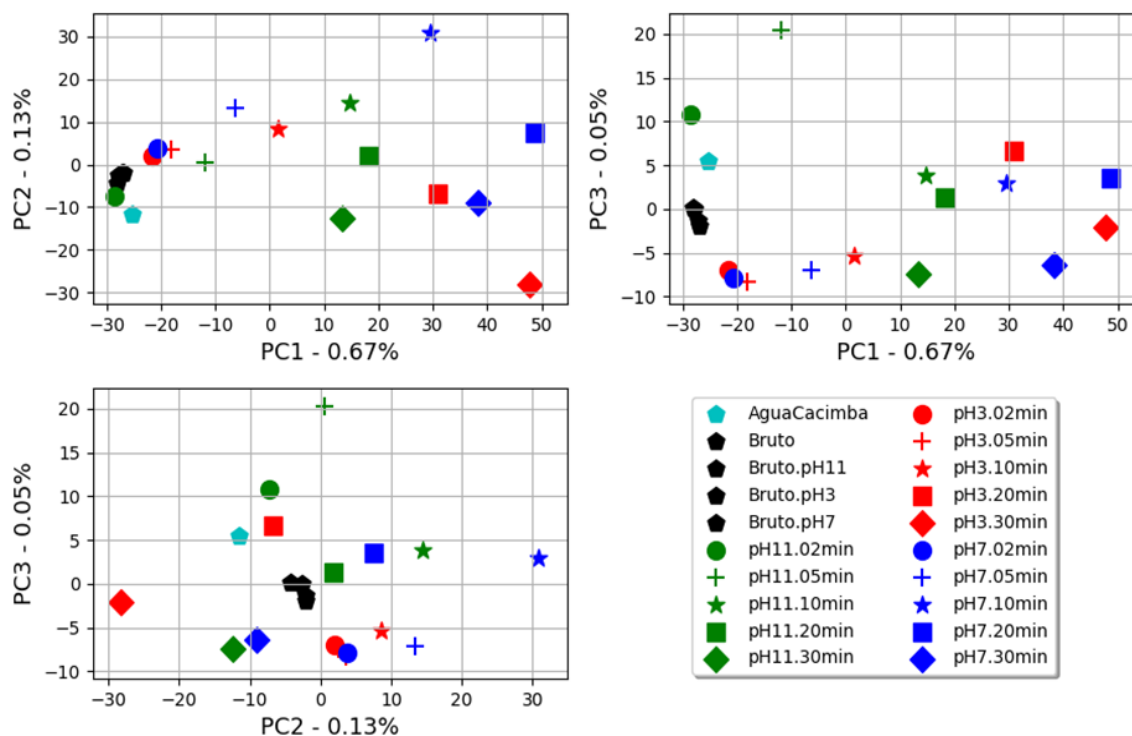 30
20
10
0
−10
−20
−30
−30 −20 −10 0 10 20 30 40 50
PC2 - 0.13%
PC1 - 0.67%
20
15
10
5
0
−5
−10
−30 −20 −10 0 10 20 30 40 50
PC3 - 0.05%
PC1 - 0.67%
20
15
10
5
0
−5
−10
−30 −20 −10 0 10 20 30
PC3 - 0.05%
PC2 - 0.13%
AguaCacimba
Bruto
Bruto.pH11
Bruto.pH3
Bruto.pH7
pH11.02min
pH11.05min
pH11.10min
pH11.20min
pH11.30min
pH3.02min
pH3.05min
pH3.10min
pH3.20min
pH3.30min
pH7.02min
pH7.05min
pH7.10min
pH7.20min
pH7.30min